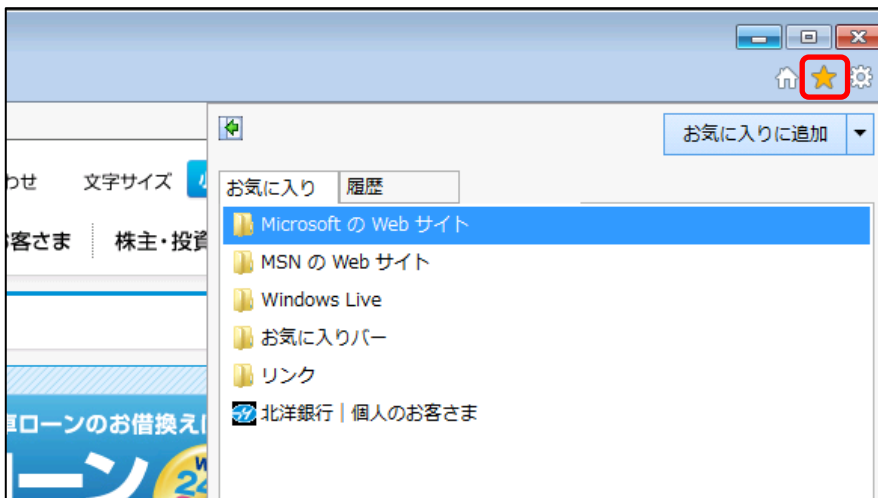 お気に入りに追加
わせ 文字サイズ 小
お気に入り 履歴
お客さま 株主・投資
Microsoft の Web サイト
MSN の Web サイト
Windows Live
お気に入りバー
リンク
北洋銀行｜個人のお客さま
ローンのお借換え
ーン
W
24